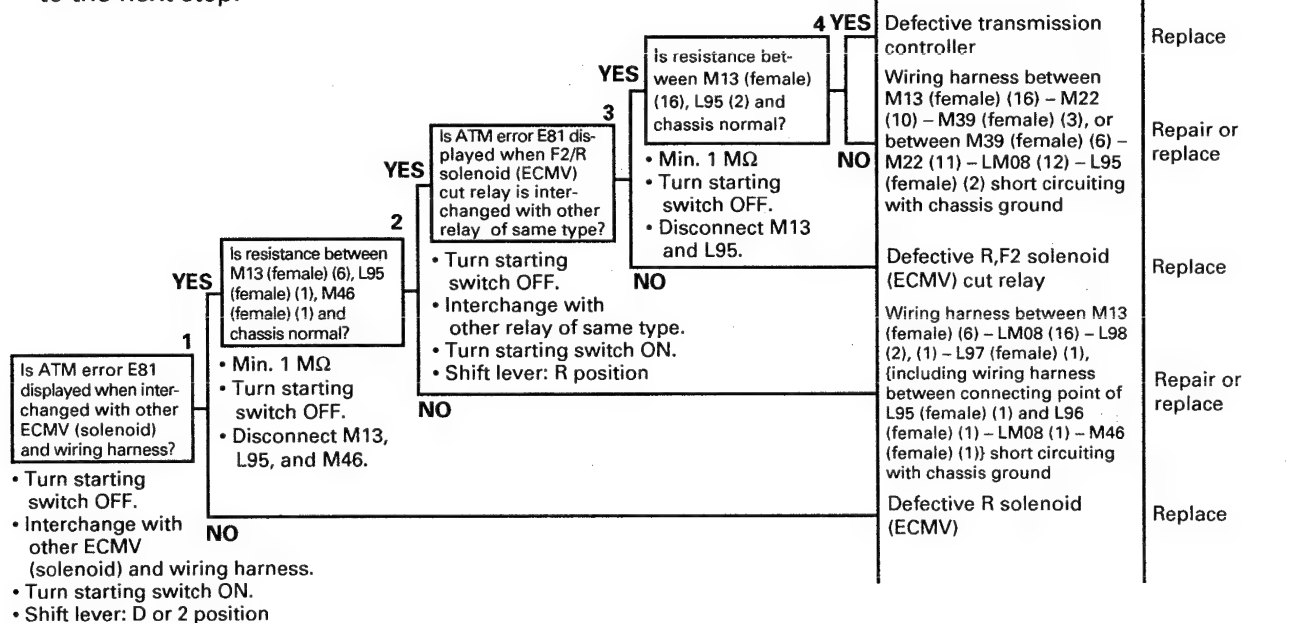 to the next step.
4 YES
Defective transmission
controller
Replace
Is resistance bet-
ween M13 (female)
(16), L95 (2) and
chassis normal?
YES
• Min. 1 MΩ
• Turn starting
switch OFF.
• Disconnect M13
and L95.
NO
Wiring harness between
M13 (female) (16) – M22
(10) – M39 (female) (3), or
between M39 (female) (6) –
M22 (11) – LM08 (12) – L95
(female) (2) short circuiting
with chassis ground
Repair or
replace
3
Is ATM error E81 dis-
played when F2/R
solenoid (ECMV)
cut relay is inter-
changed with other
relay of same type?
YES
• Turn starting
switch OFF.
• Interchange with
other relay of same type.
• Turn starting switch ON.
• Shift lever: R position
NO
Defective R,F2 solenoid
(ECMV) cut relay
Replace
2
Is resistance between
M13 (female) (6), L95
(female) (1), M46
(female) (1) and
chassis normal?
YES
• Min. 1 MΩ
• Turn starting
switch OFF.
• Disconnect M13,
L95, and M46.
NO
Wiring harness between M13
(female) (6) – LM08 (16) – L98
(2), (1) – L97 (female) (1),
{including wiring harness
between connecting point of
L95 (female) (1) and L96
(female) (1) – LM08 (1) – M46
(female) (1)} short circuiting
with chassis ground
Repair or
replace
1
Is ATM error E81
displayed when inter-
changed with other
ECMV (solenoid)
and wiring harness?
• Turn starting
switch OFF.
• Interchange with
other ECMV
(solenoid) and wiring harness.
• Turn starting switch ON.
• Shift lever: D or 2 position
NO
Defective R solenoid
(ECMV)
Replace